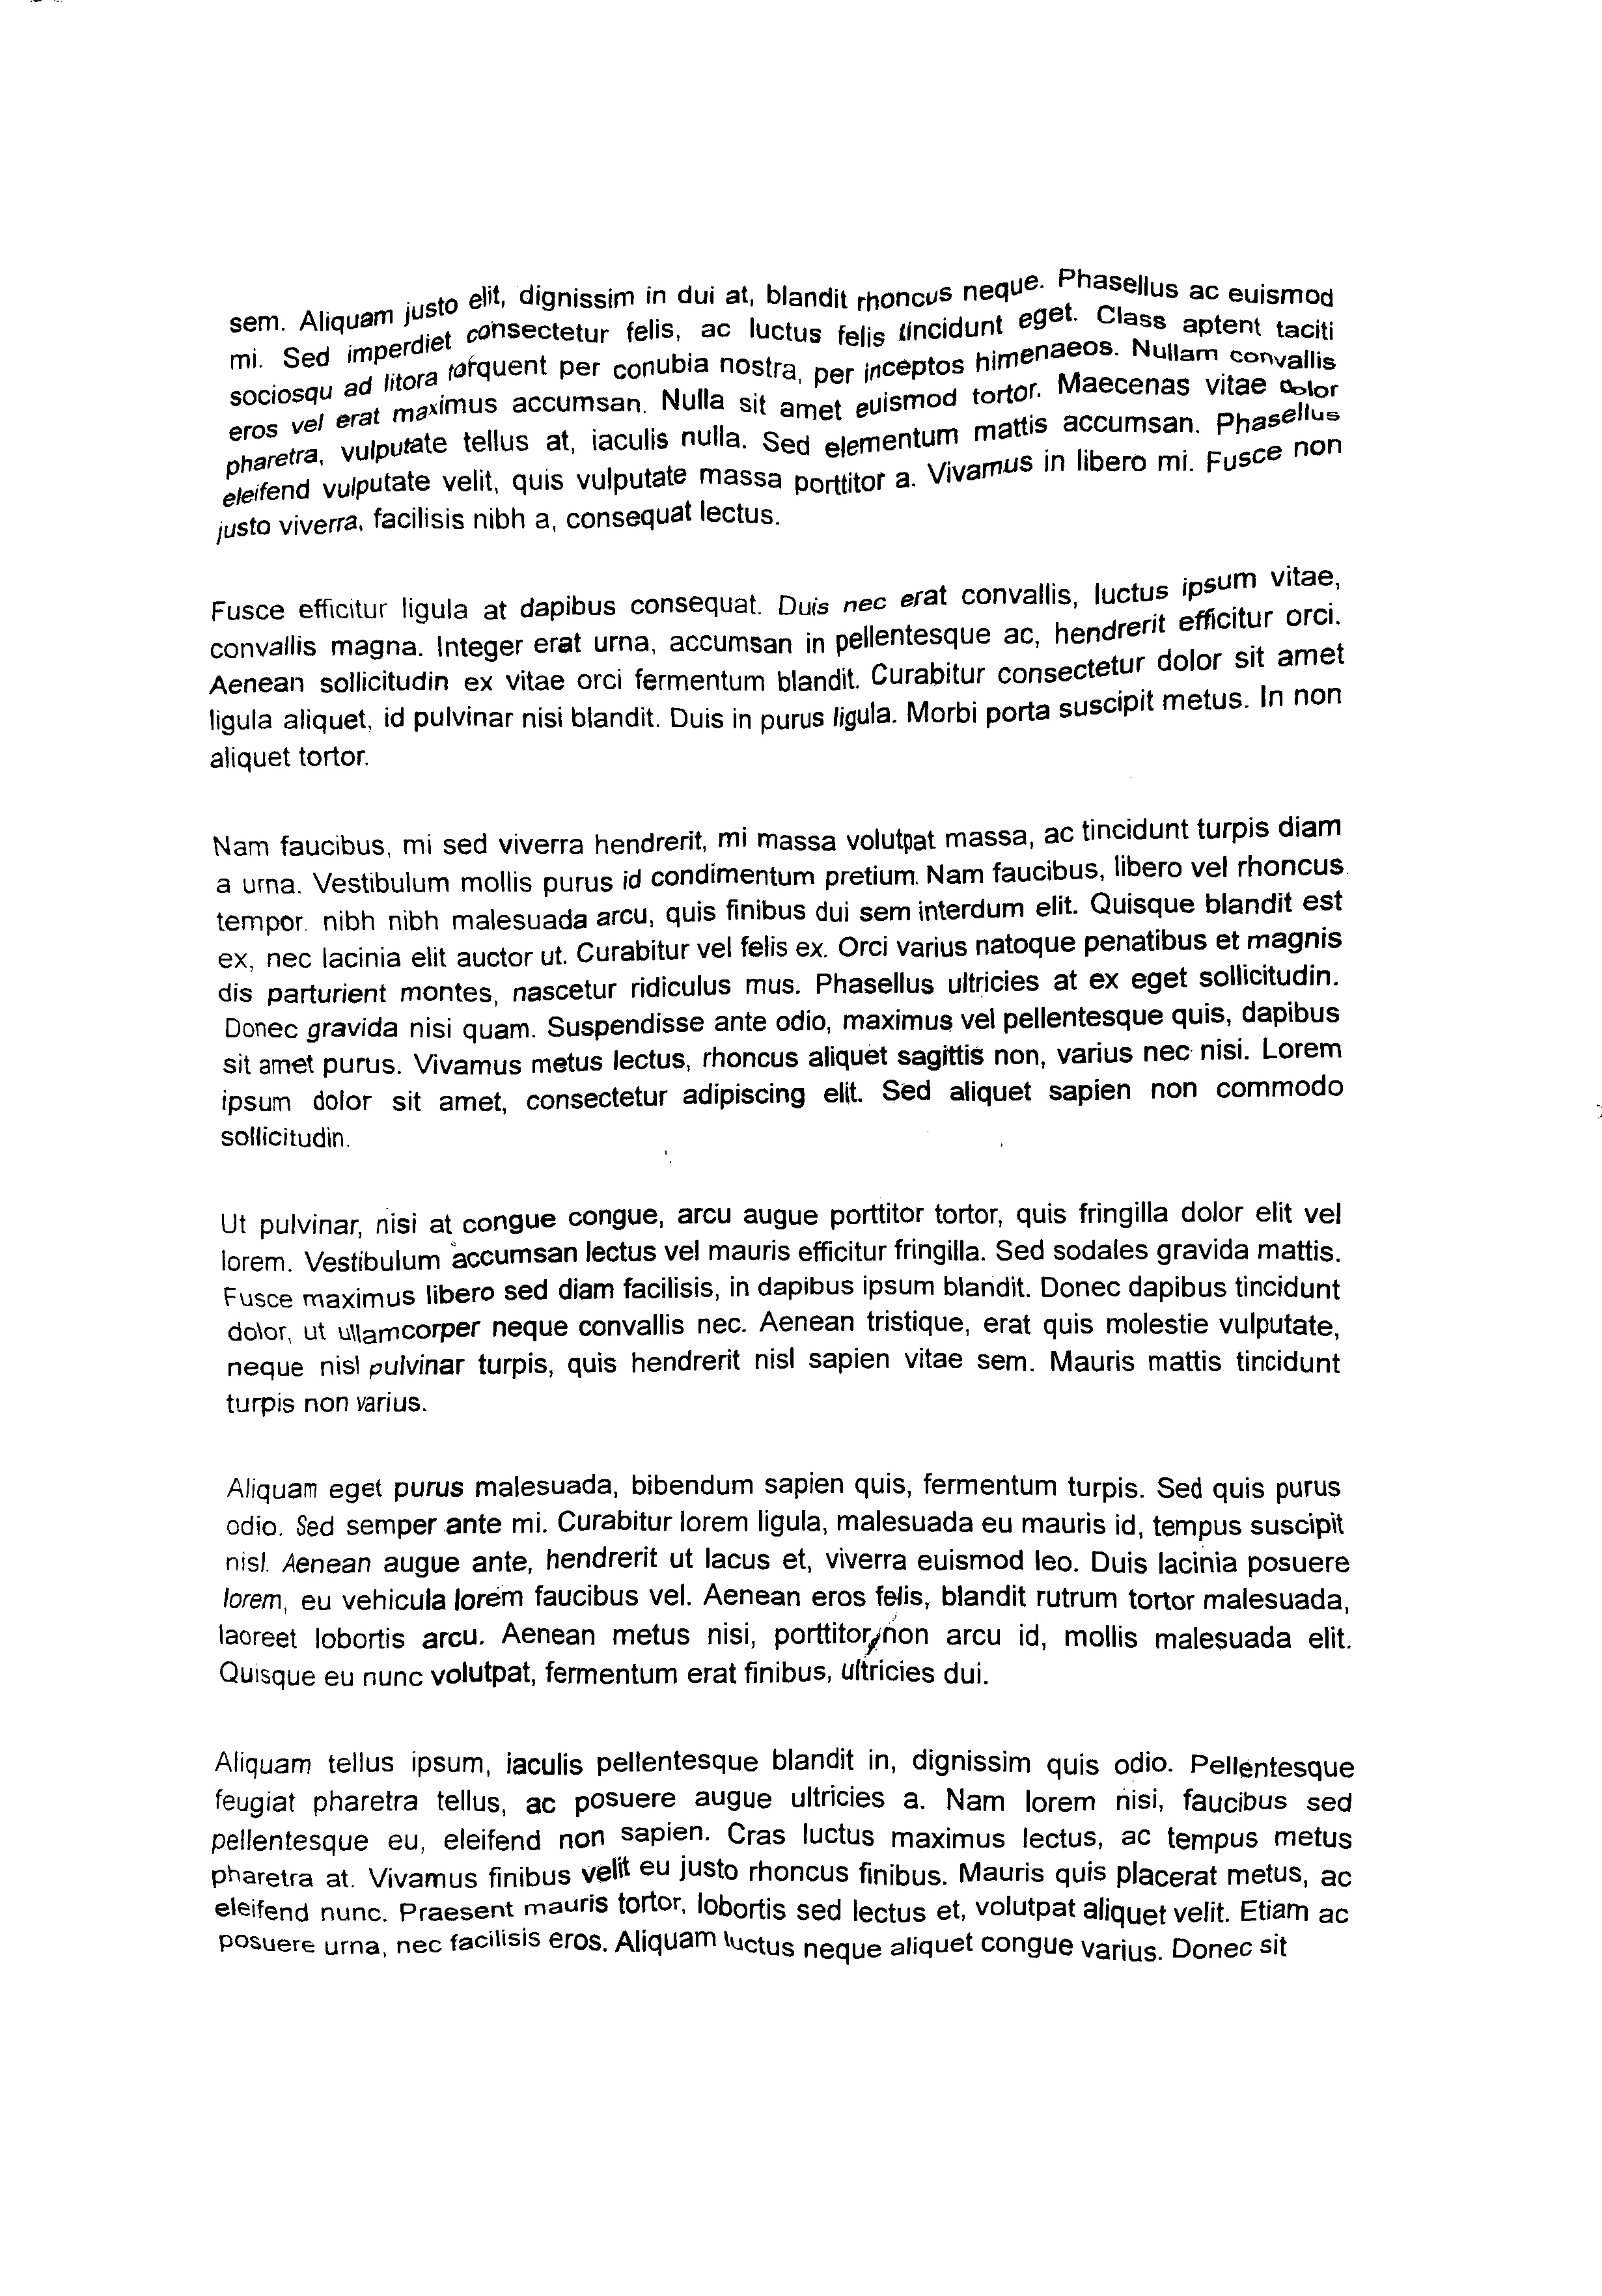 sem. Aliquam justo elit, dignissim in dui at, blandit rhoncus neque. Phasellus ac euismod
mi. Sed imperdiet consectetur felis, ac luctus felis tincidunt eget. Class aptent taciti
sociosqu ad litora torquent per conubia nostra, per inceptos himenaeos. Nullam convallis
eros vel erat maximus accumsan. Nulla sit amet euismod tortor. Maecenas vitae dolor
pharetra, vulputate tellus at, iaculis nulla. Sed elementum mattis accumsan. Phasellus
eleifend vulputate velit, quis vulputate massa porttitor a. Vivamus in libero mi. Fusce non
justo viverra, facilisis nibh a, consequat lectus.
Fusce efficitur ligula at dapibus consequat. Duis nec erat convallis, luctus ipsum vitae,
convallis magna. Integer erat urna, accumsan in pellentesque ac, hendrerit efficitur orci.
Aenean sollicitudin ex vitae orci fermentum blandit. Curabitur consectetur dolor sit amet
ligula aliquet, id pulvinar nisi blandit. Duis in purus ligula. Morbi porta suscipit metus. In non
aliquet tortor.
Nam faucibus, mi sed viverra hendrerit, mi massa volutpat massa, ac tincidunt turpis diam
a urna. Vestibulum mollis purus id condimentum pretium. Nam faucibus, libero vel rhoncus
tempor, nibh nibh malesuada arcu, quis finibus dui sem interdum elit. Quisque blandit est
ex, nec lacinia elit auctor ut. Curabitur vel felis ex. Orci varius natoque penatibus et magnis
dis parturient montes, nascetur ridiculus mus. Phasellus ultricies at ex eget sollicitudin.
Donec gravida nisi quam. Suspendisse ante odio, maximus vel pellentesque quis, dapibus
sit amet purus. Vivamus metus lectus, rhoncus aliquet sagittis non, varius nec nisi. Lorem
ipsum dolor sit amet, consectetur adipiscing elit. Sed aliquet sapien non commodo
sollicitudin.
Ut pulvinar, nisi at congue congue, arcu augue porttitor tortor, quis fringilla dolor elit vel
lorem. Vestibulum accumsan lectus vel mauris efficitur fringilla. Sed sodales gravida mattis.
Fusce maximus libero sed diam facilisis, in dapibus ipsum blandit. Donec dapibus tincidunt
dolor, ut ullamcorper neque convallis nec. Aenean tristique, erat quis molestie vulputate,
neque nisl pulvinar turpis, quis hendrerit nisl sapien vitae sem. Mauris mattis tincidunt
turpis non varius.
Aliquam eget purus malesuada, bibendum sapien quis, fermentum turpis. Sed quis purus
odio. Sed semper ante mi. Curabitur lorem ligula, malesuada eu mauris id, tempus suscipit
nisl. Aenean augue ante, hendrerit ut lacus et, viverra euismod leo. Duis lacinia posuere
lorem, eu vehicula lorem faucibus vel. Aenean eros felis, blandit rutrum tortor malesuada,
laoreet lobortis arcu. Aenean metus nisi, porttitor non arcu id, mollis malesuada elit.
Quisque eu nunc volutpat, fermentum erat finibus, ultricies dui.
Aliquam tellus ipsum, iaculis pellentesque blandit in, dignissim quis odio. Pellentesque
feugiat pharetra tellus, ac posuere augue ultricies a. Nam lorem nisi, faucibus sed
pellentesque eu, eleifend non sapien. Cras luctus maximus lectus, ac tempus metus
pharetra at. Vivamus finibus velit eu justo rhoncus finibus. Mauris quis placerat metus, ac
eleifend nunc. Praesent mauris tortor, lobortis sed lectus et, volutpat aliquet velit. Etiam ac
posuere urna, nec facilisis eros. Aliquam luctus neque aliquet congue varius. Donec sit